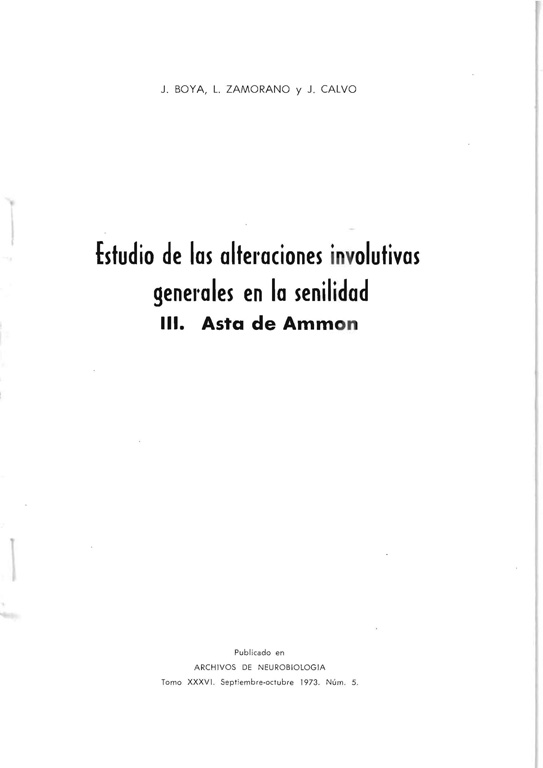 J. BOYA, L. ZAMORANO y J. CALVO
Estudio de las alteraciones involutivas
generales en la senilidad
III. Asta de Ammon
Publicado en
ARCHIVOS DE NEUROBIOLOGIA
Tomo XXXVI. Septiembre-octubre 1973. Núm. 5.